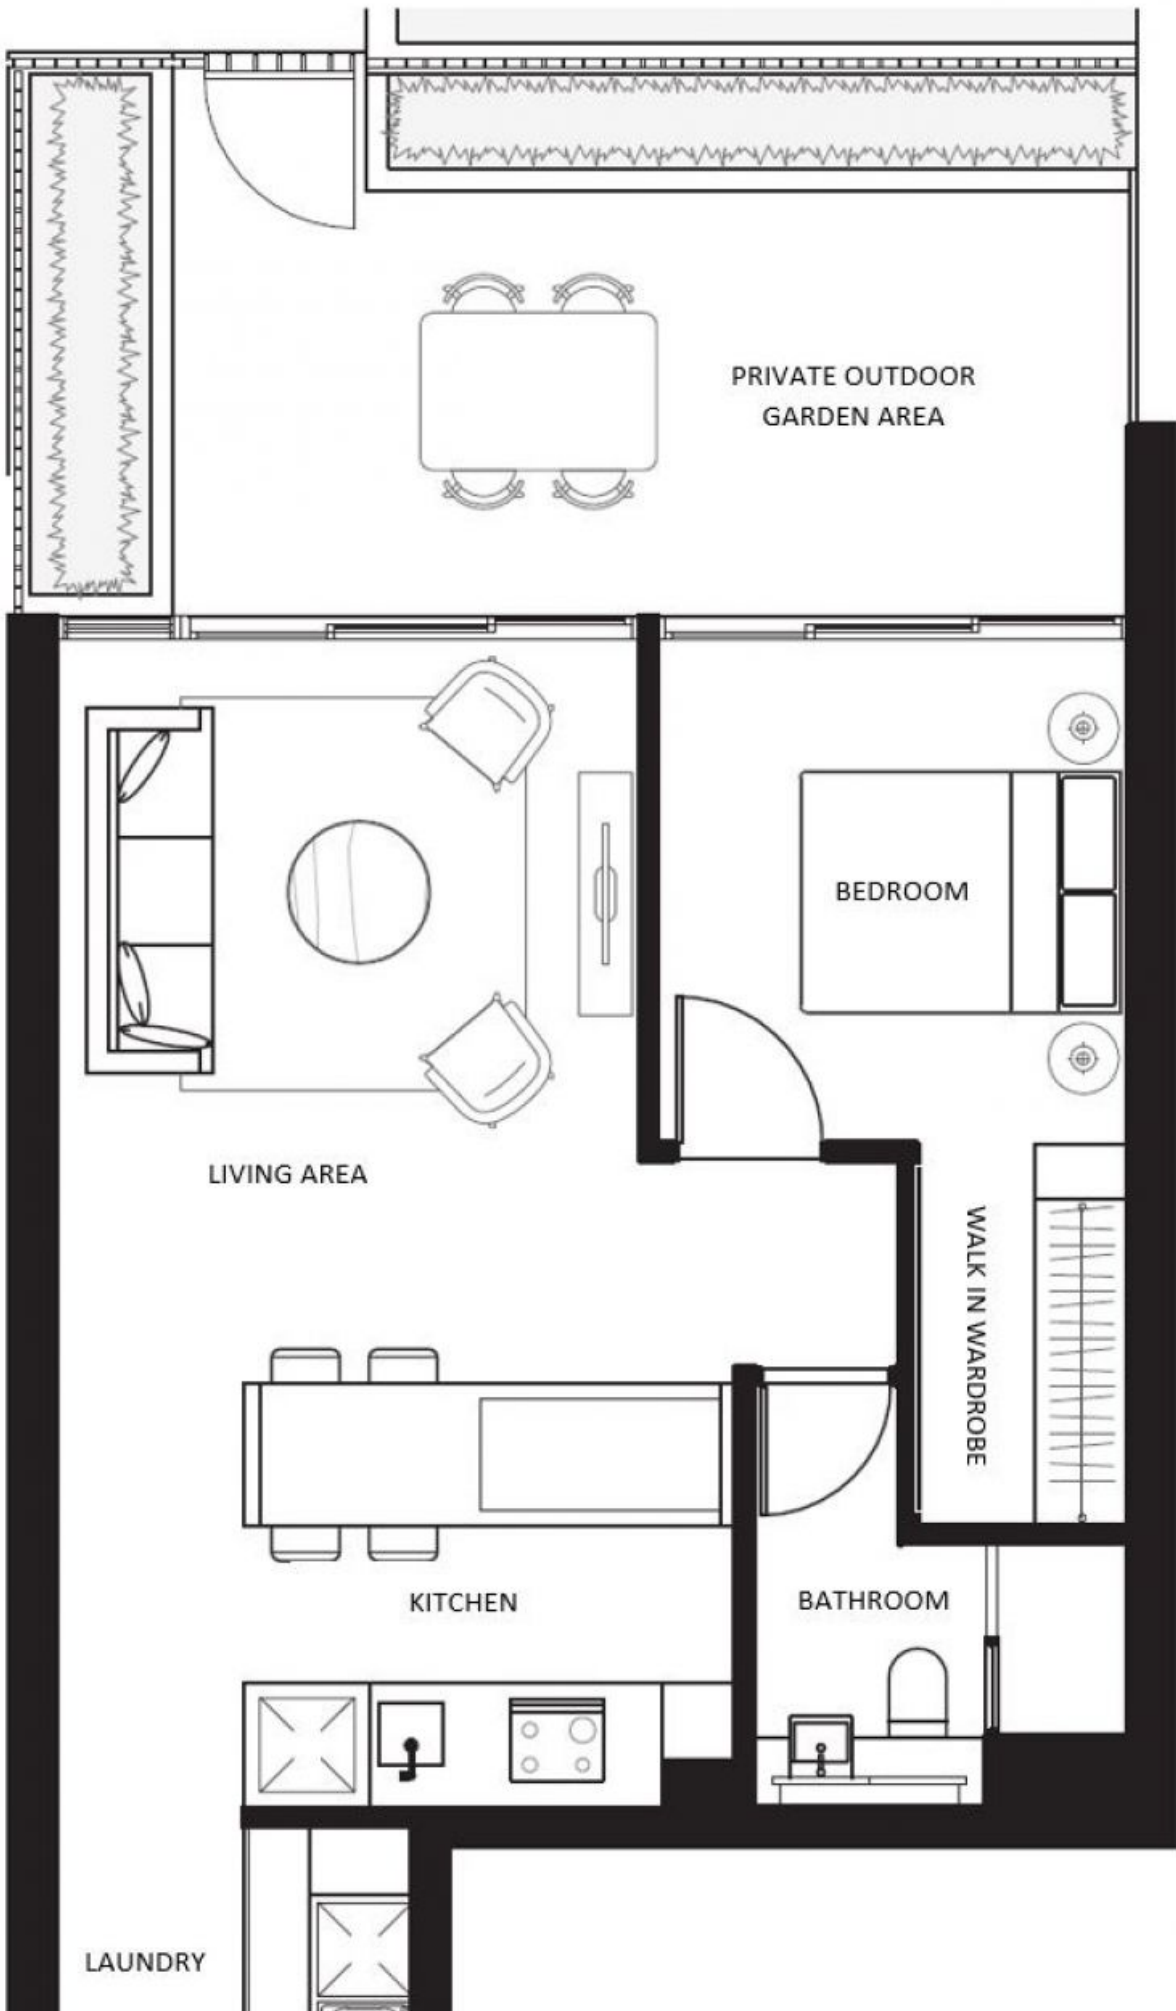 PRIVATE OUTDOOR
GARDEN AREA
BEDROOM
LIVING AREA
WALK IN WARDROBE
KITCHEN
BATHROOM
LAUNDRY